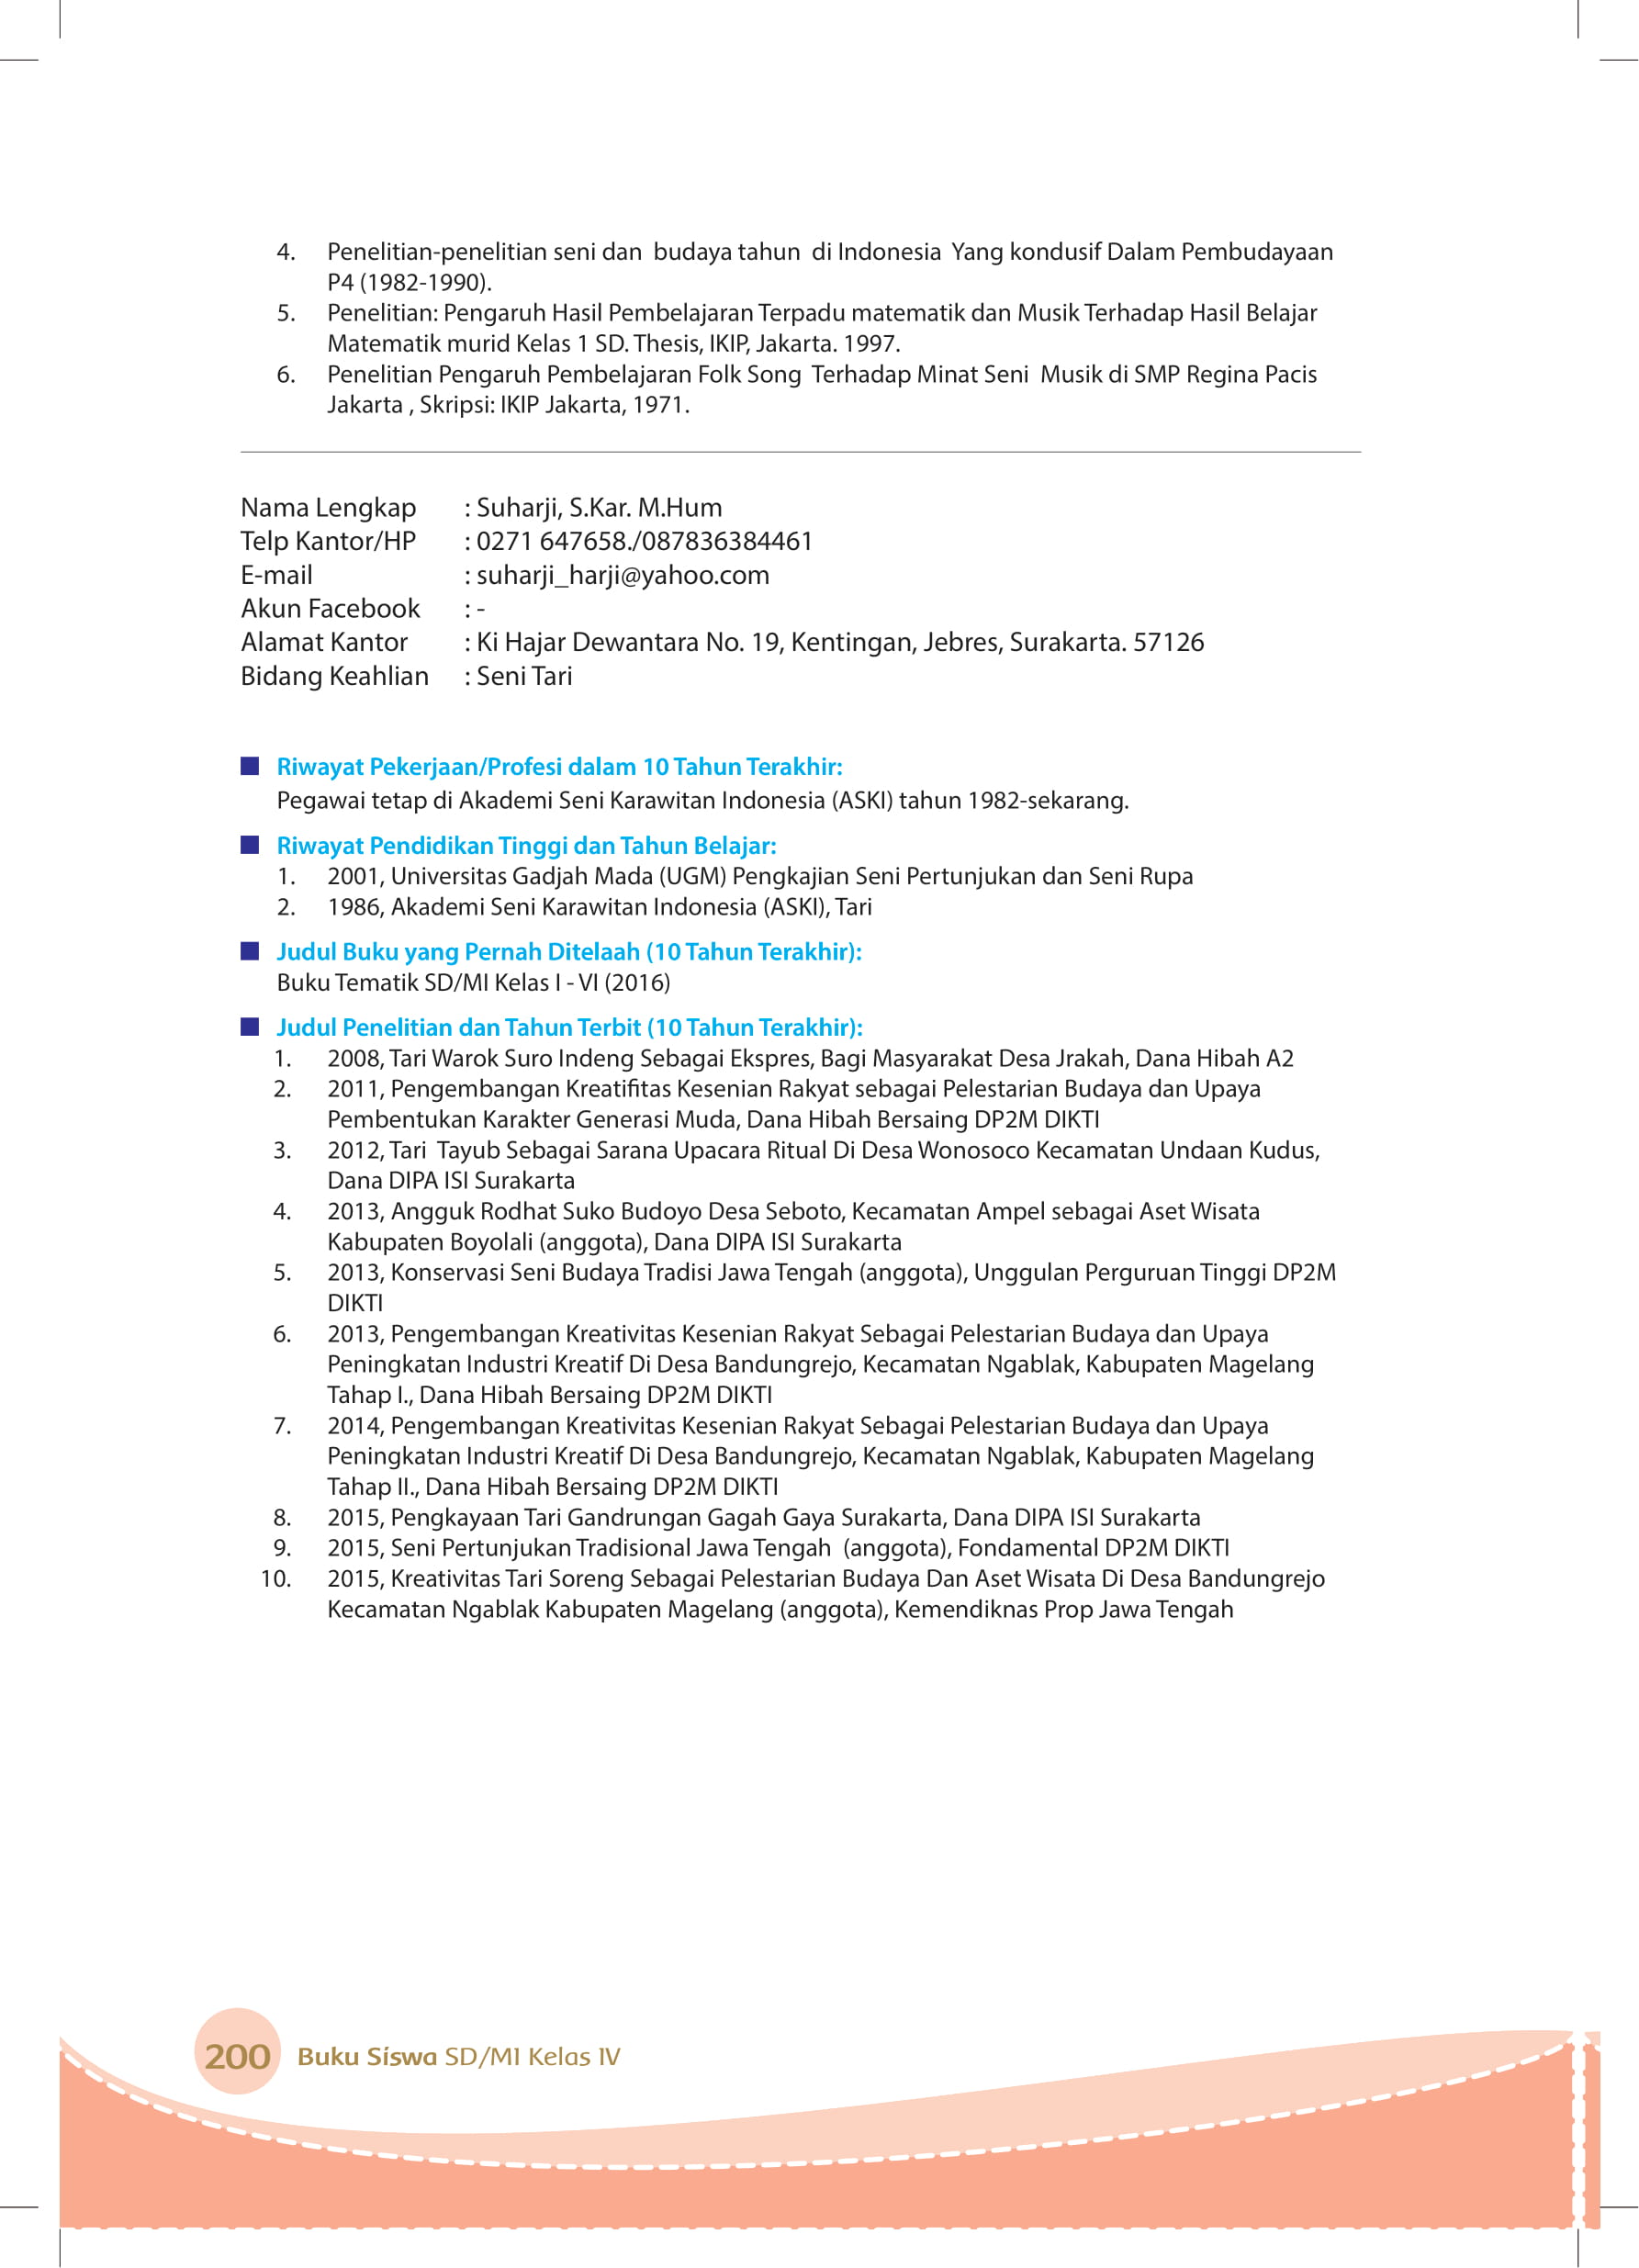 4. Penelitian-penelitian seni dan budaya tahun di Indonesia Yang kondusif Dalam Pembudayaan
P4 (1982-1990).
5. Penelitian: Pengaruh Hasil Pembelajaran Terpadu matematik dan Musik Terhadap Hasil Belajar
Matematik murid Kelas 1 SD. Thesis, IKIP, Jakarta. 1997.
6. Penelitian Pengaruh Pembelajaran Folk Song Terhadap Minat Seni Musik di SMP Regina Pacis
Jakarta , Skripsi: IKIP Jakarta, 1971.
Nama Lengkap : Suharji, S.Kar. M.Hum
Telp Kantor/HP : 0271 647658./087836384461
E-mail : suharji_harji@yahoo.com
Akun Facebook : -
Alamat Kantor : Ki Hajar Dewantara No. 19, Kentingan, Jebres, Surakarta. 57126
Bidang Keahlian : Seni Tari
Riwayat Pekerjaan/Profesi dalam 10 Tahun Terakhir:
Pegawai tetap di Akademi Seni Karawitan Indonesia (ASKI) tahun 1982-sekarang.
Riwayat Pendidikan Tinggi dan Tahun Belajar:
1. 2001, Universitas Gadjah Mada (UGM) Pengkajian Seni Pertunjukan dan Seni Rupa
2. 1986, Akademi Seni Karawitan Indonesia (ASKI), Tari
Judul Buku yang Pernah Ditelaah (10 Tahun Terakhir):
Buku Tematik SD/MI Kelas I - VI (2016)
Judul Penelitian dan Tahun Terbit (10 Tahun Terakhir):
1. 2008, Tari Warok Suro Indeng Sebagai Ekspres, Bagi Masyarakat Desa Jrakah, Dana Hibah A2
2. 2011, Pengembangan Kreatifitas Kesenian Rakyat sebagai Pelestarian Budaya dan Upaya
Pembentukan Karakter Generasi Muda, Dana Hibah Bersaing DP2M DIKTI
3. 2012, Tari Tayub Sebagai Sarana Upacara Ritual Di Desa Wonosoco Kecamatan Undaan Kudus,
Dana DIPA ISI Surakarta
4. 2013, Angguk Rodhat Suko Budoyo Desa Seboto, Kecamatan Ampel sebagai Aset Wisata
Kabupaten Boyolali (anggota), Dana DIPA ISI Surakarta
5. 2013, Konservasi Seni Budaya Tradisi Jawa Tengah (anggota), Unggulan Perguruan Tinggi DP2M
DIKTI
6. 2013, Pengembangan Kreativitas Kesenian Rakyat Sebagai Pelestarian Budaya dan Upaya
Peningkatan Industri Kreatif Di Desa Bandungrejo, Kecamatan Ngablak, Kabupaten Magelang
Tahap I., Dana Hibah Bersaing DP2M DIKTI
7. 2014, Pengembangan Kreativitas Kesenian Rakyat Sebagai Pelestarian Budaya dan Upaya
Peningkatan Industri Kreatif Di Desa Bandungrejo, Kecamatan Ngablak, Kabupaten Magelang
Tahap II., Dana Hibah Bersaing DP2M DIKTI
8. 2015, Pengkayaan Tari Gandrungan Gagah Gaya Surakarta, Dana DIPA ISI Surakarta
9. 2015, Seni Pertunjukan Tradisional Jawa Tengah (anggota), Fondamental DP2M DIKTI
10. 2015, Kreativitas Tari Soreng Sebagai Pelestarian Budaya Dan Aset Wisata Di Desa Bandungrejo
Kecamatan Ngablak Kabupaten Magelang (anggota), Kemendiknas Prop Jawa Tengah
200 Buku Siswa SD/MI Kelas IV